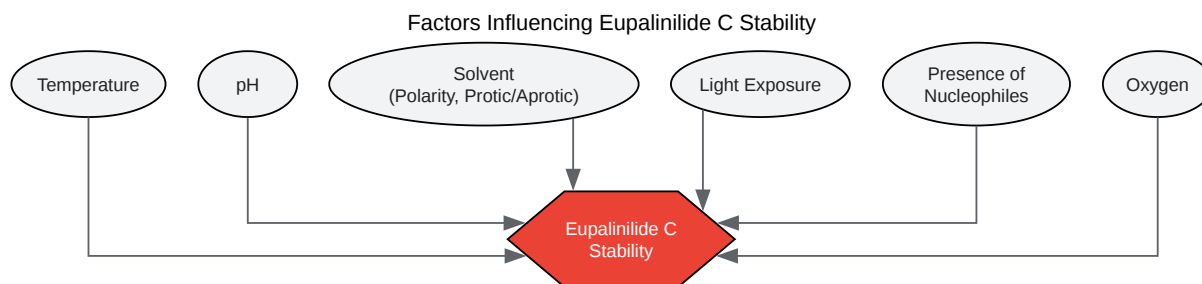 Factors Influencing Eupalinilide C Stability
Temperature
pH
Solvent
(Polarity, Protic/Aprotic)
Light Exposure
Presence of
Nucleophiles
Oxygen
Eupalinilide C
Stability